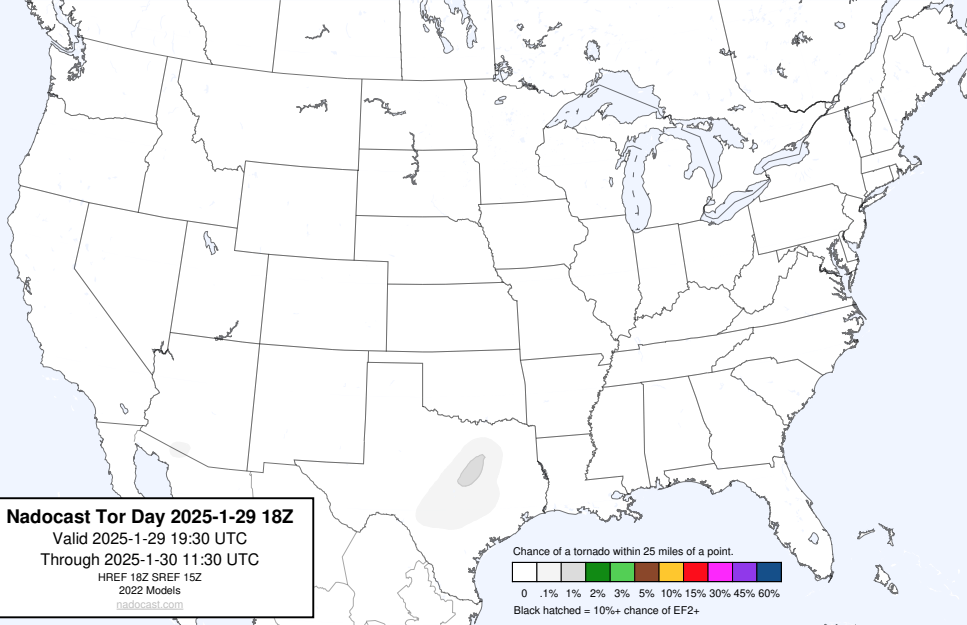 Nadocast Tor Day 2025-1-29 18Z
Valid 2025-1-29 19:30 UTC
Through 2025-1-30 11:30 UTC
HREF 18Z SREF 15Z
2022 Models
nadocast.com
Chance of a tornado within 25 miles of a point.
0 .1% 1% 2% 3% 5% 10% 15% 30% 45% 60%
Black hatched = 10%+ chance of EF2+